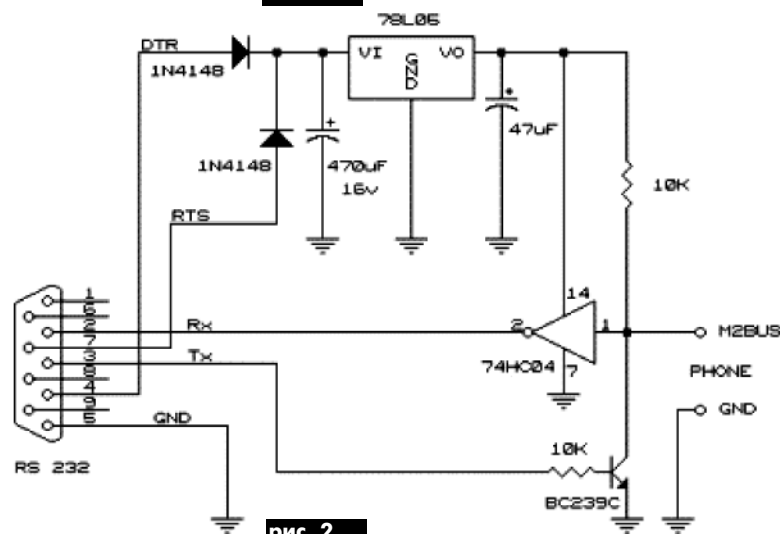 78L05
DTR
1N4148
VI
GND
VO
+
+
47uF
1N4148
470uF
16v
10K
RTS
1
6
2
7
3
8
4
9
5
Rx
Tx
GND
RS 232
14
2
1
74HC04
7
M2BUS
PHONE
GND
10K
BC239C
рис. 2